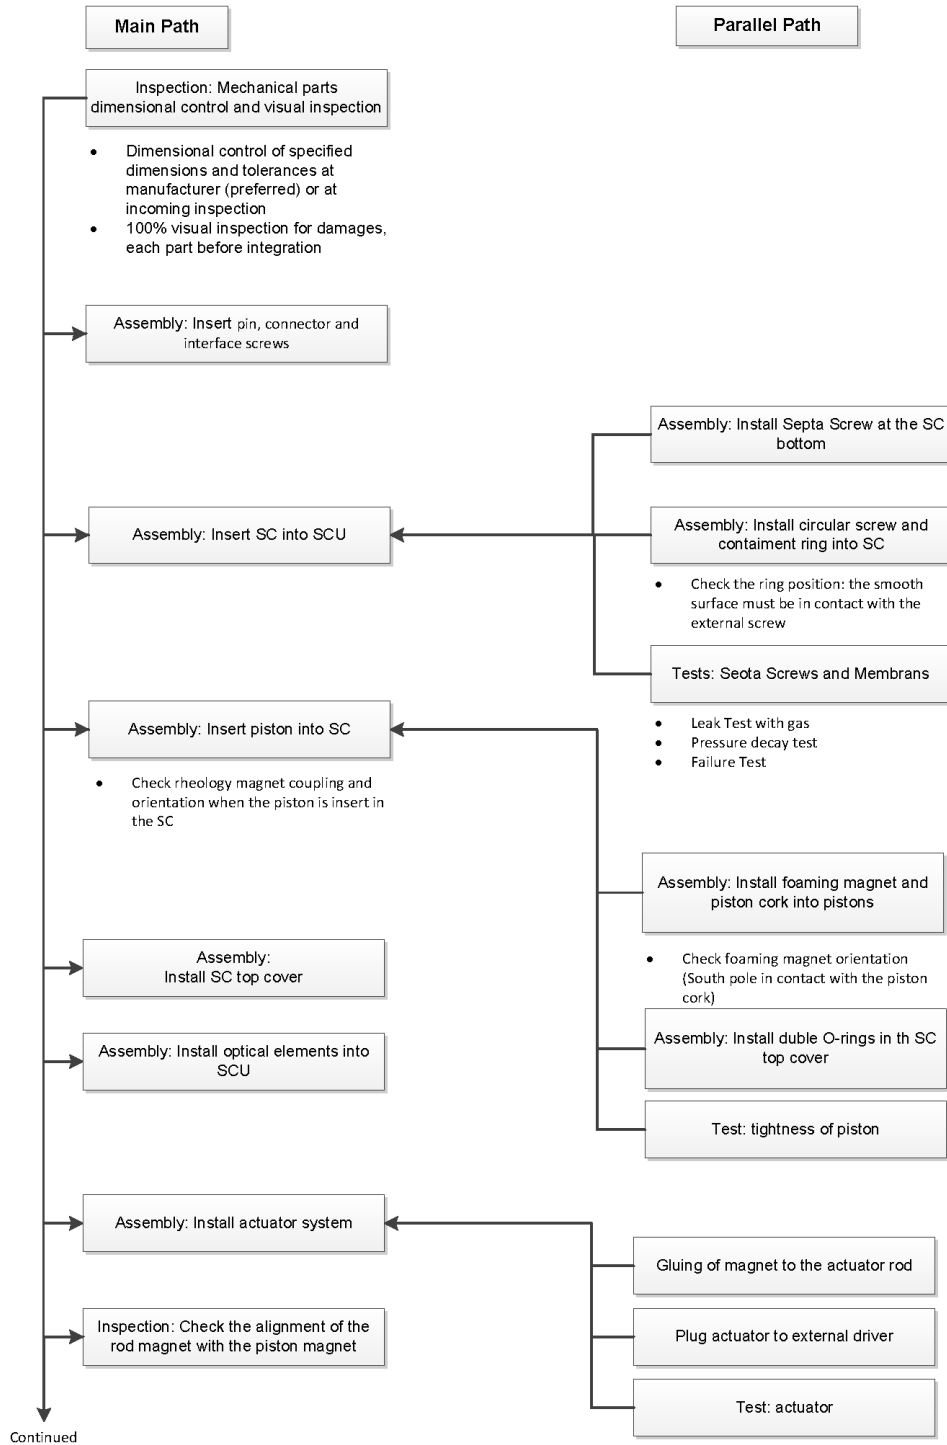 Main Path
Parallel Path
Inspection: Mechanical parts
dimensional control and visual inspection
• Dimensional control of specified
dimensions and tolerances at
manufacturer (preferred) or at
incoming inspection
• 100% visual inspection for damages,
each part before integration
Assembly: Insert pin, connector and
interface screws
Assembly: Install Septa Screw at the SC
bottom
Assembly: Insert SC into SCU
Assembly: Install circular screw and
contaiment ring into SC
• Check the ring position: the smooth
surface must be in contact with the
external screw
Tests: Seota Screws and Membrans
• Leak Test with gas
• Pressure decay test
• Failure Test
Assembly: Insert piston into SC
• Check rheology magnet coupling and
orientation when the piston is insert in
the SC
Assembly: Install foaming magnet and
piston cork into pistons
• Check foaming magnet orientation
(South pole in contact with the piston
cork)
Assembly:
Install SC top cover
Assembly: Install duble O-rings in th SC
top cover
Assembly: Install optical elements into
SCU
Test: tightness of piston
Assembly: Install actuator system
Gluing of magnet to the actuator rod
Plug actuator to external driver
Inspection: Check the alignment of the
rod magnet with the piston magnet
Test: actuator
Continued